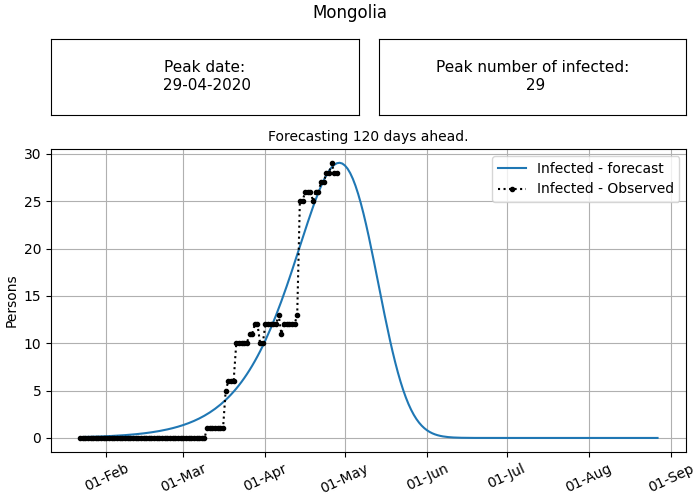 Mongolia
Peak date:
29-04-2020
Peak number of infected:
29
Forecasting 120 days ahead.
30
25
20
15
10
5
0
Persons
Infected - forecast
Infected - Observed
01-Feb
01-Mar
01-Apr
01-May
01-Jun
01-Jul
01-Aug
01-Sep